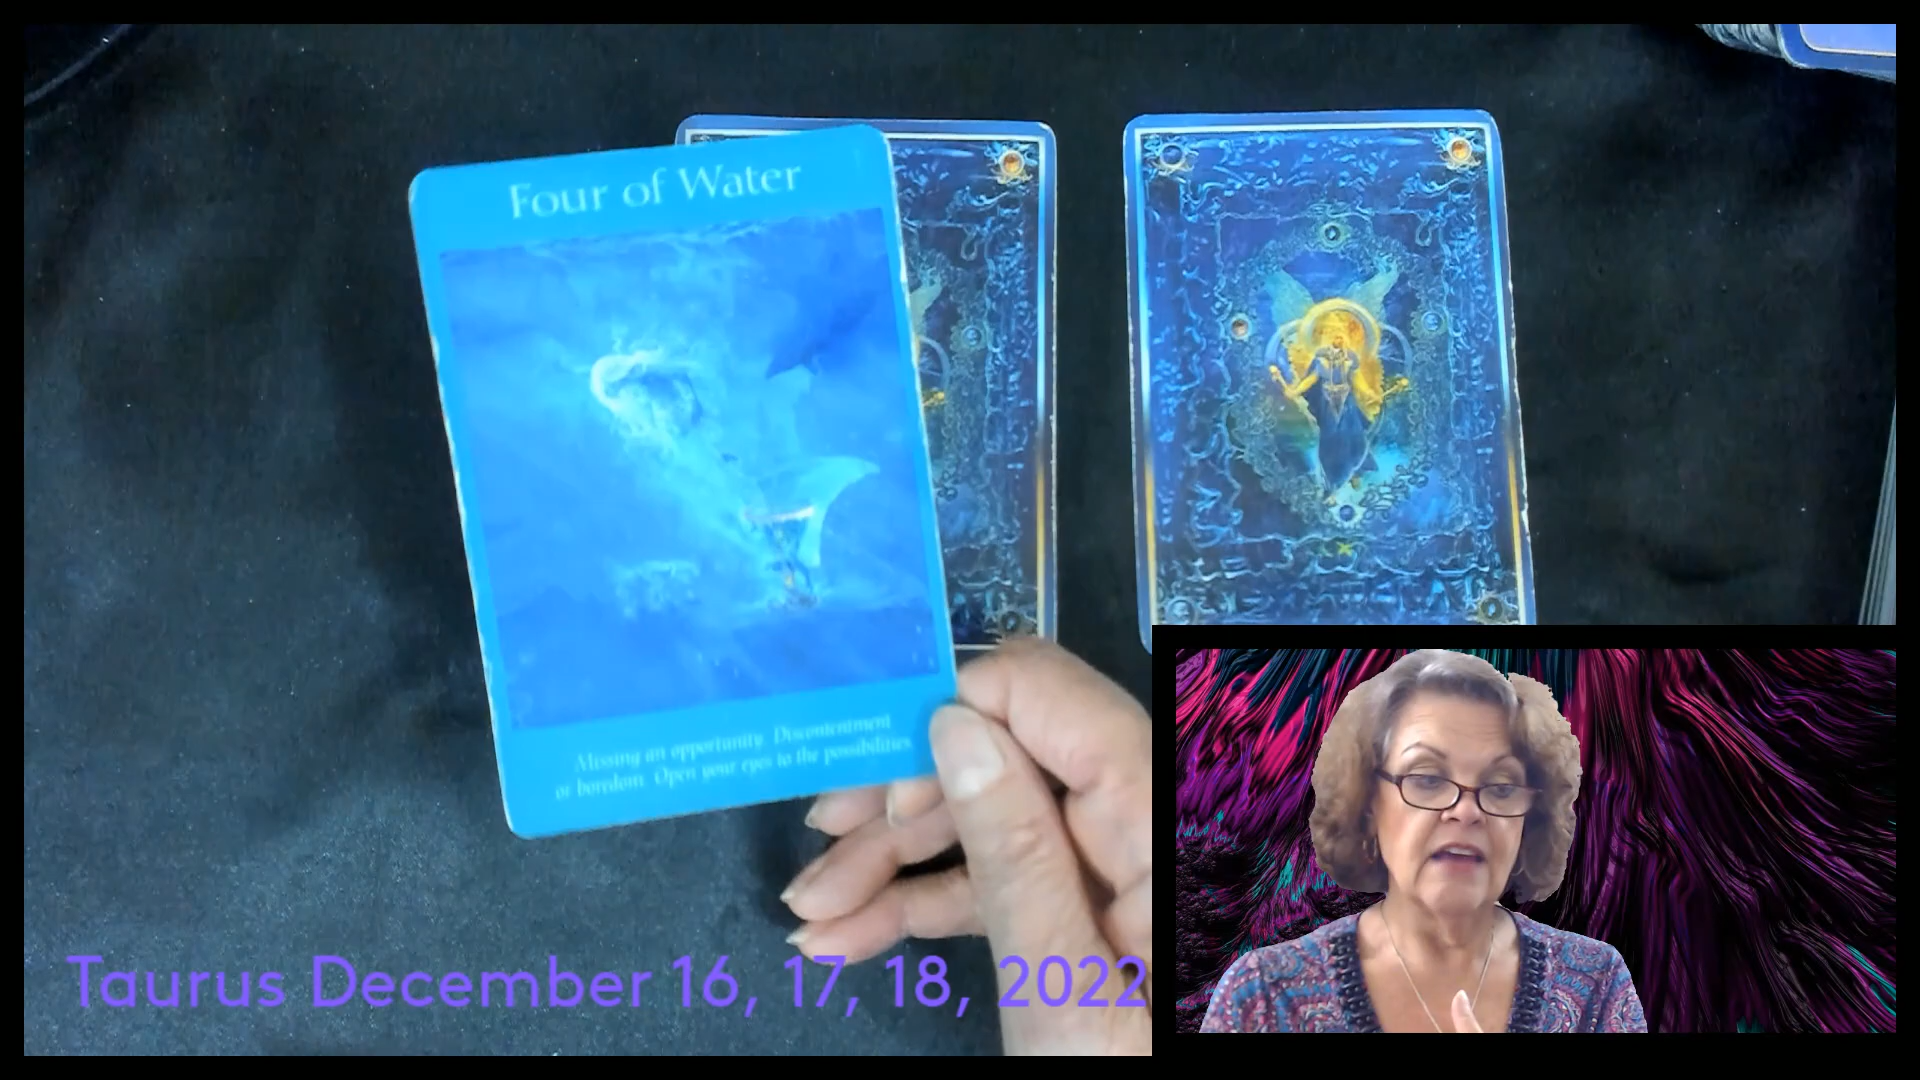 Four of Water
Missing an opportunity. Discontentment
or boredom. Open your eyes to the possibilities.
Taurus December 16, 17, 18, 2022